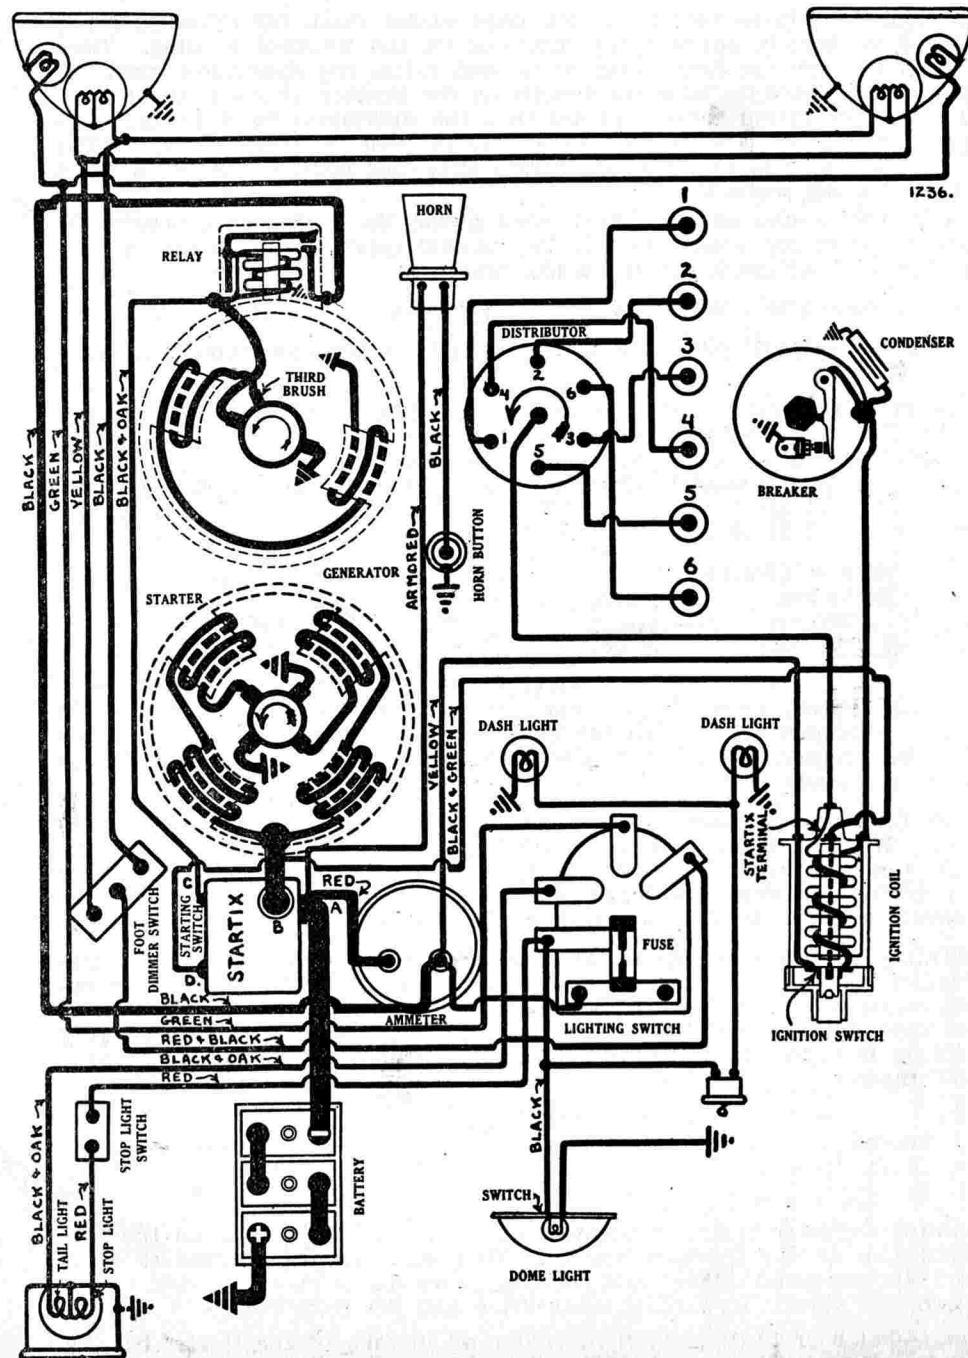 1236.
HORN
1
RELAY
2
DISTRIBUTOR
CONDENSER
3
THIRD
BRUSH
2
4
6
4
1
3
5
BLACK
GREEN
YELLOW
BLACK
BLACK & OAK
BLACK
BREAKER
5
ARMORED
HORN BUTTON
GENERATOR
6
STARTER
YELLOW
BLACK & GREEN
DASH LIGHT
DASH LIGHT
STARTIX
TERMINAL
IGNITION COIL
FOOT
DIMMER SWITCH
C
STARTING
SWITCH
D.
STARTIX
B
RED
A
FUSE
BLACK
AMMETER
LIGHTING SWITCH
IGNITION SWITCH
GREEN
RED & BLACK
BLACK & OAK
RED
BLACK & OAK
STOP LIGHT
SWITCH
BLACK
BATTERY
RED
TAIL LIGHT
STOP LIGHT
SWITCH
DOME LIGHT